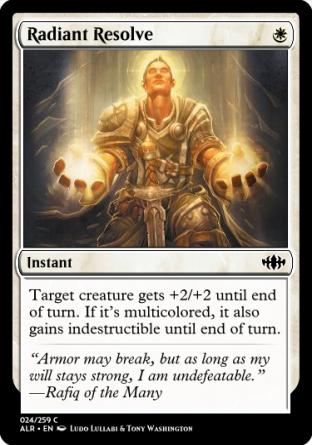 Radiant Resolve
Instant
Target creature gets +2/+2 until end
of turn. If it's multicolored, it also
gains indestructible until end of turn.
“Armor may break, but as long as my
will stays strong, I am undefeatable.”
—Rafiq of the Many
024/259 C
ALR • EN Ludo Lullabi & Tony Washington